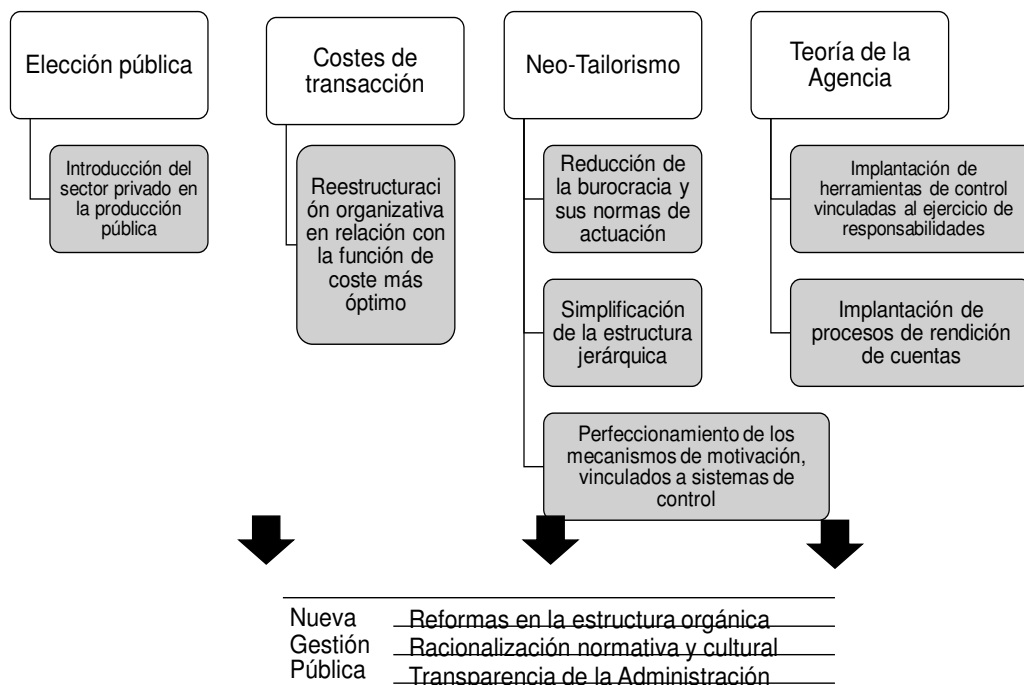 Elección pública
Introducción del
sector privado en
la producción
pública
Costes de
transacción
Reestructuraci
ón organizativa
en relación con
la función de
coste más
óptimo
Neo-Tailorismo
Reducción de
la burocracia y
sus normas de
actuación
Simplificación
de la estructura
jerárquica
Perfeccionamiento de los
mecanismos de motivación,
vinculados a sistemas de
control
Teoría de la
Agencia
Implantación de
herramientas de control
vinculadas al ejercicio de
responsabilidades
Implantación de
procesos de rendición
de cuentas
Nueva
Gestión
Pública
Reformas en la estructura orgánica
Racionalización normativa y cultural
Transparencia de la Administración